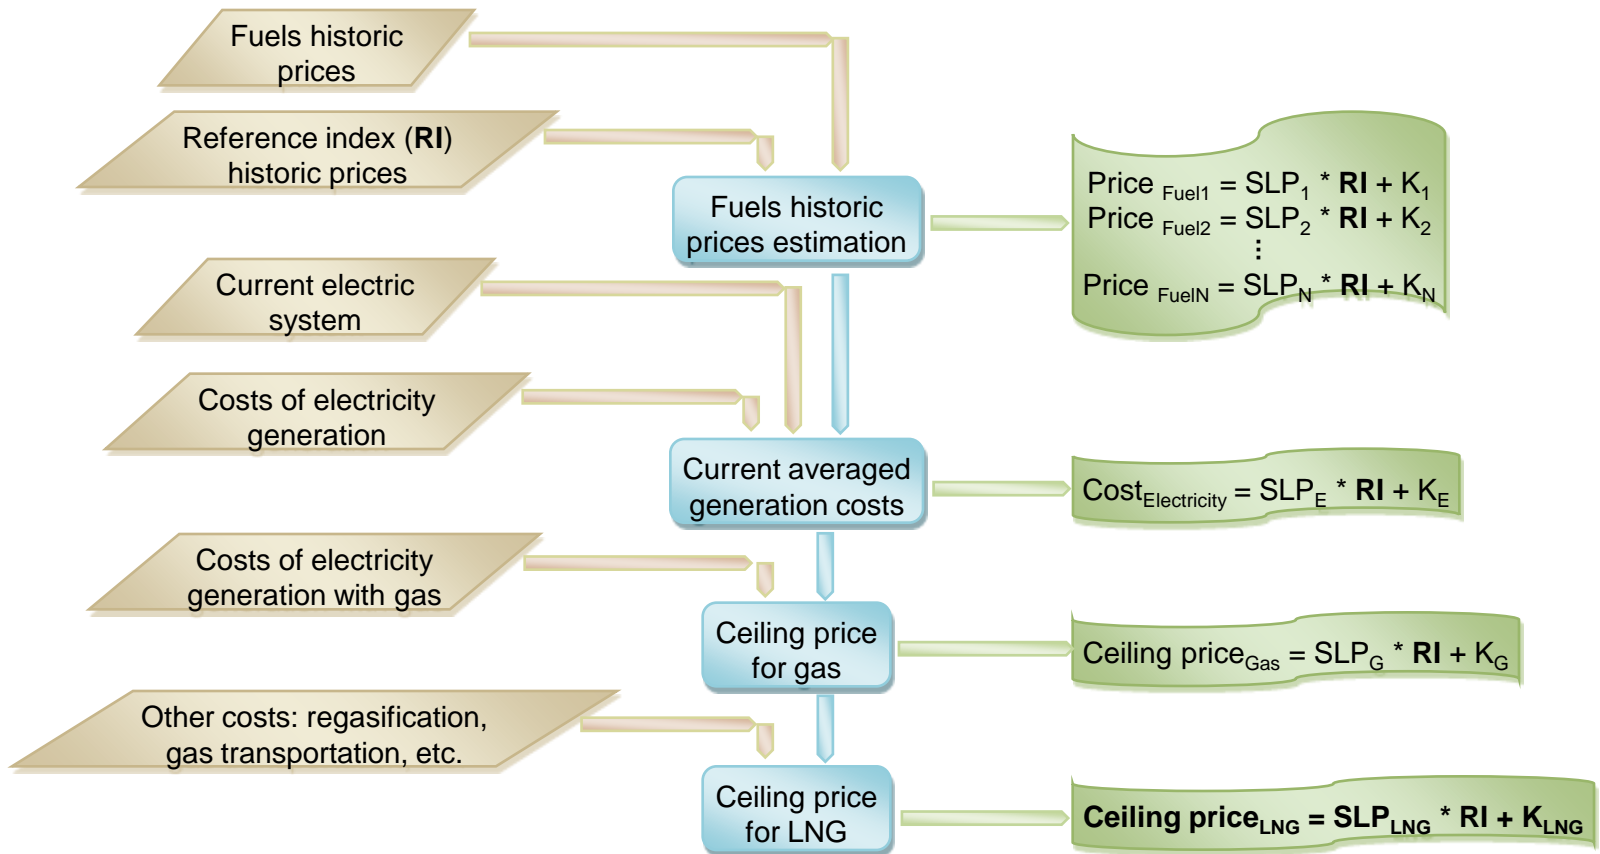 Fuels historic
prices
Reference index (RI)
historic prices
Fuels historic
prices estimation
Price Fuel1 = SLP1 * RI + K1
Price Fuel2 = SLP2 * RI + K2
⋮
Price FuelN = SLPN * RI + KN
Current electric
system
Costs of electricity
generation
Current averaged
generation costs
CostElectricity = SLPE * RI + KE
Costs of electricity
generation with gas
Ceiling price
for gas
Ceiling priceGas = SLPG * RI + KG
Other costs: regasification,
gas transportation, etc.
Ceiling price
for LNG
Ceiling priceLNG = SLPLNG * RI + KLNG